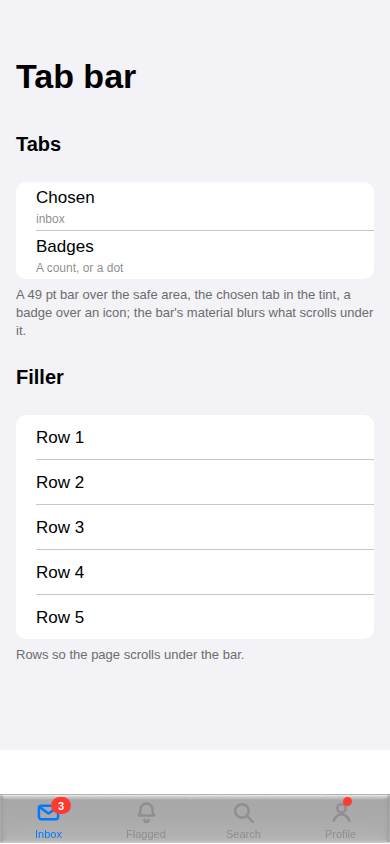 Tab bar
Tabs
Chosen
inbox
Badges
A count, or a dot
A 49 pt bar over the safe area, the chosen tab in the tint, a
badge over an icon; the bar's material blurs what scrolls under
it.
Filler
Row 1
Row 2
Row 3
Row 4
Row 5
Rows so the page scrolls under the bar.
3
Inbox
Flagged
Search
Profile